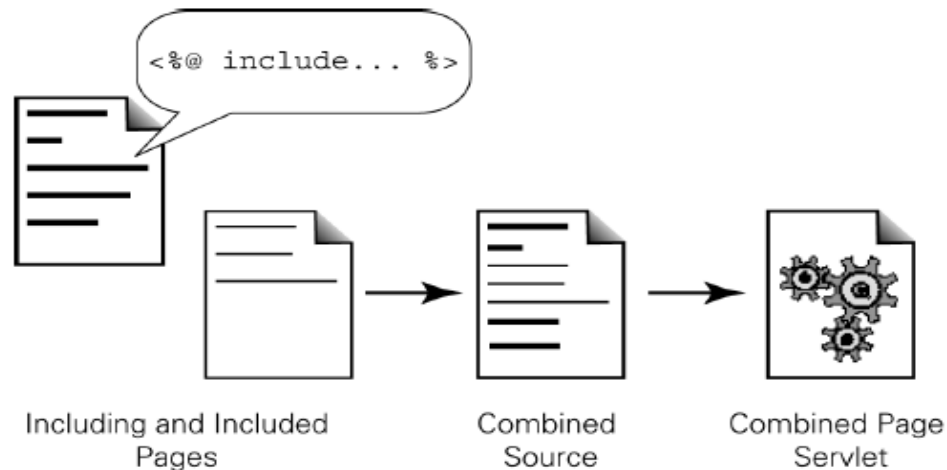 <%@ include... %>
Including and Included
Pages
Combined
Source
Combined Page
Servlet